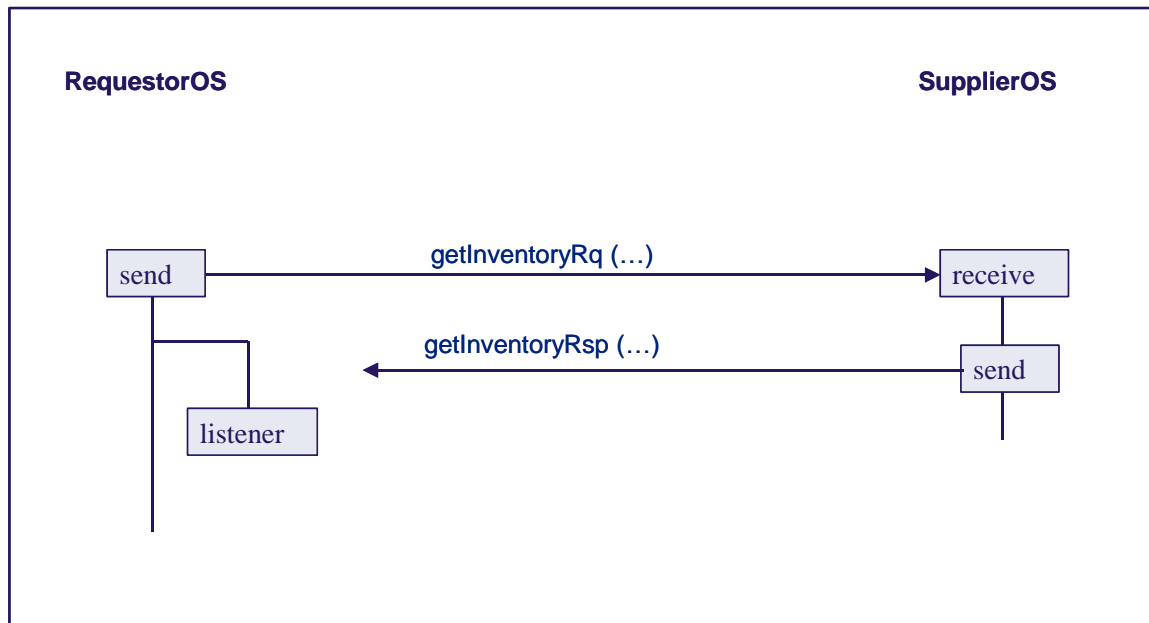 RequestorOS
SupplierOS
getInventoryRq (…)
send
receive
getInventoryRsp (…)
send
listener